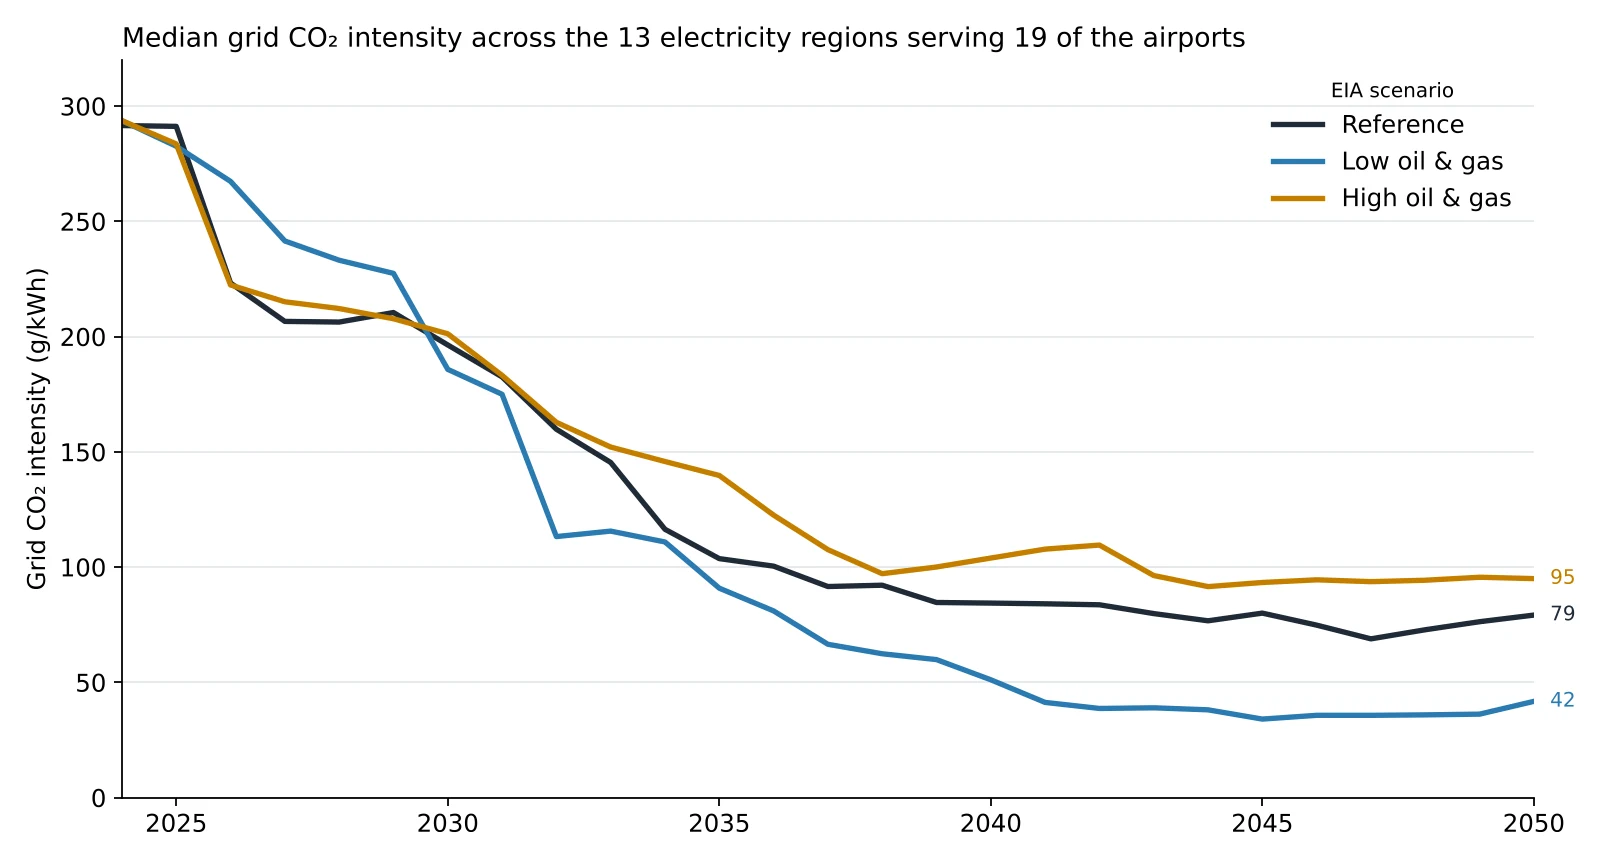 Median grid CO₂ intensity across the 13 electricity regions serving 19 of the airports
EIA scenario
Reference
Low oil & gas
High oil & gas
Grid CO₂ intensity (g/kWh)
300
250
200
150
100
50
0
95
79
42
2025
2030
2035
2040
2045
2050